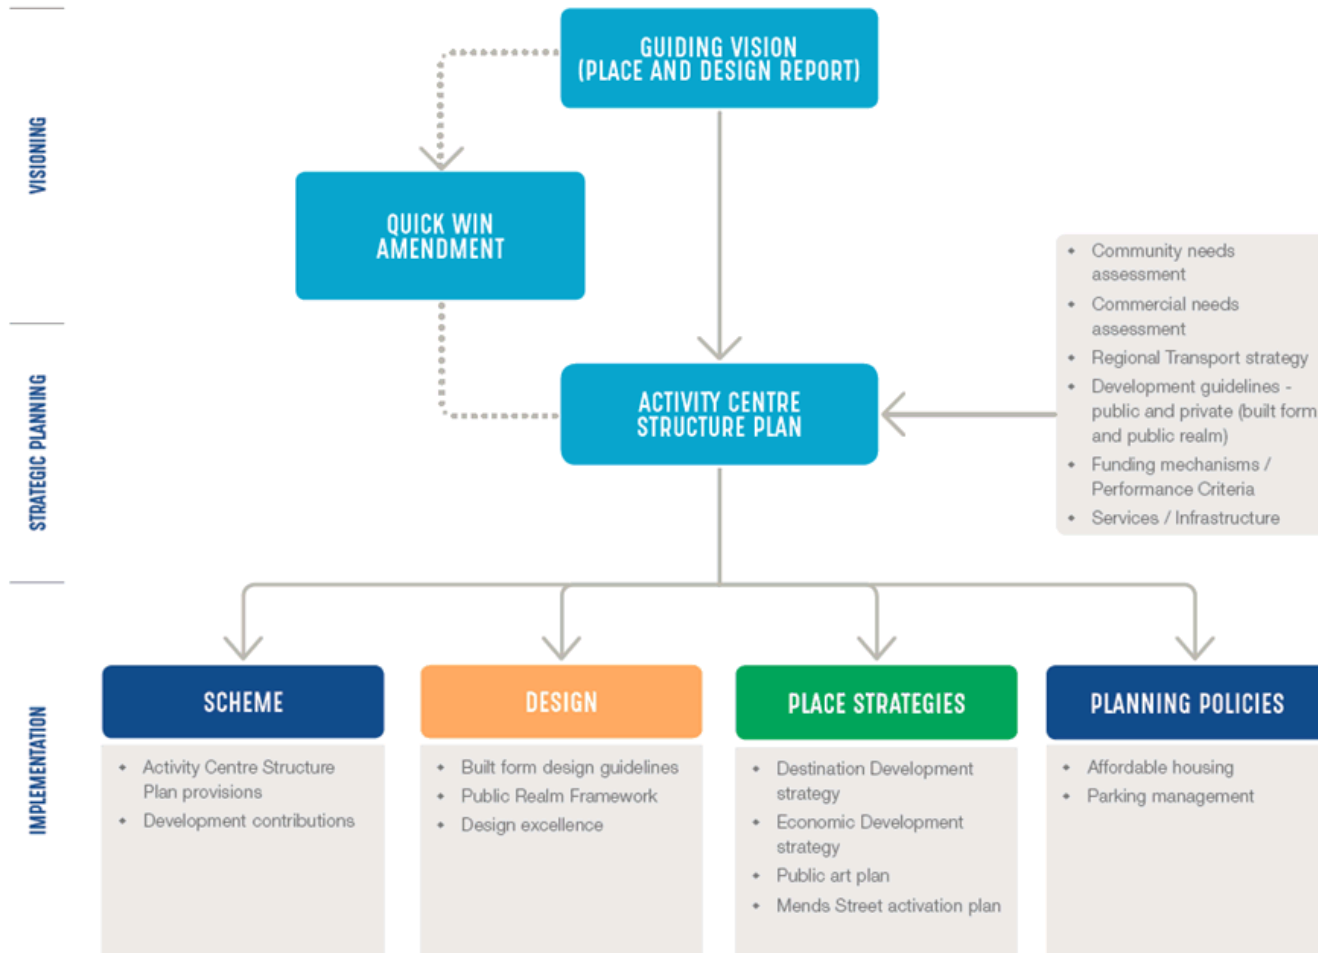 VISIONING
GUIDING VISION
(PLACE AND DESIGN REPORT)
QUICK WIN
AMENDMENT
STRATEGIC PLANNING
ACTIVITY CENTRE
STRUCTURE PLAN
• Community needs
assessment
• Commercial needs
assessment
• Regional Transport strategy
• Development guidelines -
public and private (built form
and public realm)
• Funding mechanisms /
Performance Criteria
• Services / Infrastructure
IMPLEMENTATION
SCHEME
• Activity Centre Structure
Plan provisions
• Development contributions
DESIGN
• Built form design guidelines
• Public Realm Framework
• Design excellence
PLACE STRATEGIES
• Destination Development
strategy
• Economic Development
strategy
• Public art plan
• Mends Street activation plan
PLANNING POLICIES
• Affordable housing
• Parking management